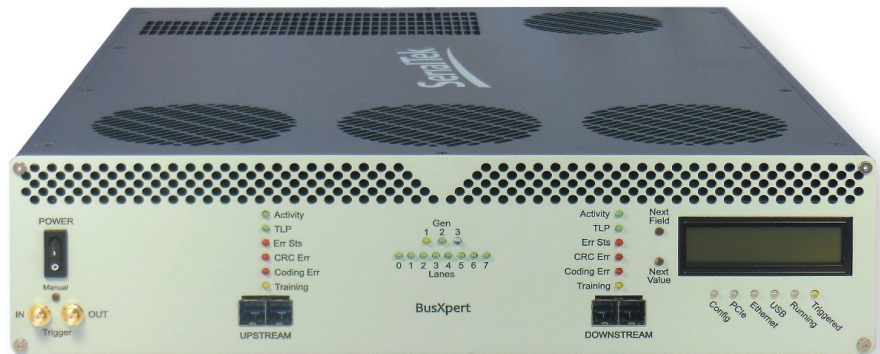 SerialTek
POWER
Manual
IN
OUT
Trigger
Activity
TLP
Err Sts
CRC Err
Coding Err
Training
UPSTREAM
Gen
1 2 3
0 1 2 3 4 5 6 7
Lanes
BusXpert
Activity
TLP
Err Sts
CRC Err
Coding Err
Training
DOWNSTREAM
Next
Field
Next
Value
Config
PCIe
Ethernet
USB
Running
Triggered